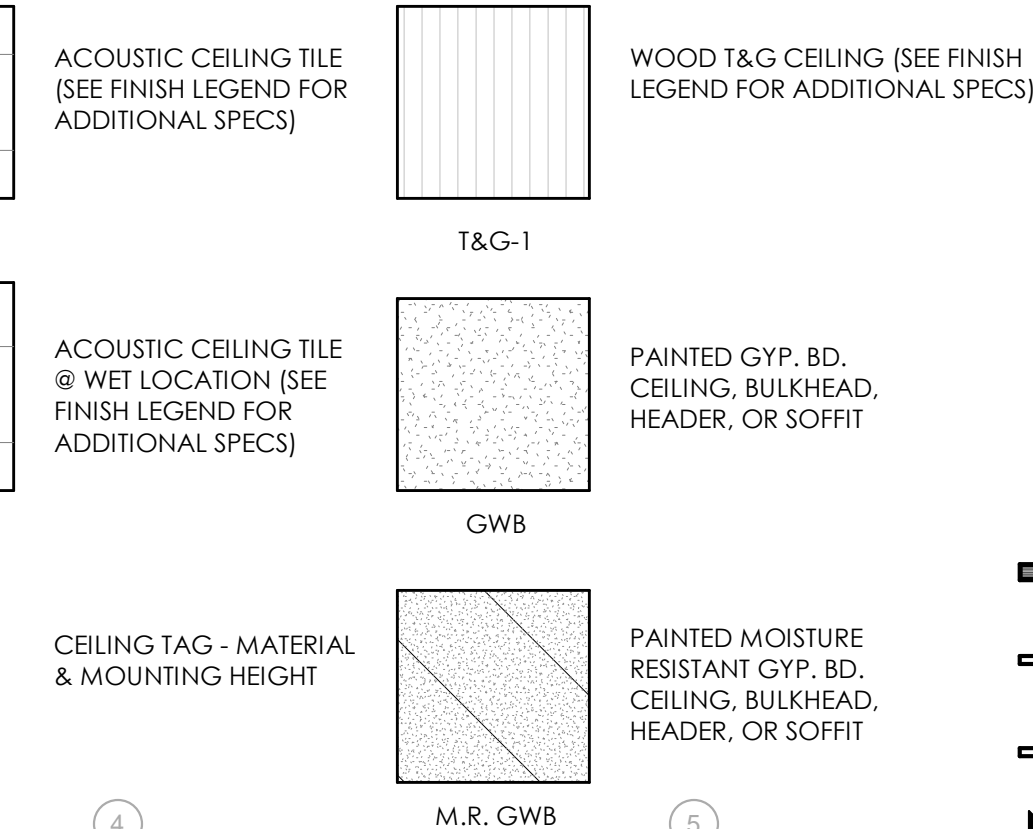 ACOUSTIC CEILING TILE
(SEE FINISH LEGEND FOR
ADDITIONAL SPECS)
WOOD T&G CEILING (SEE FINISH
LEGEND FOR ADDITIONAL SPECS)
T&G-1
ACOUSTIC CEILING TILE
@ WET LOCATION (SEE
FINISH LEGEND FOR
ADDITIONAL SPECS)
PAINTED GYP. BD.
CEILING, BULKHEAD,
HEADER, OR SOFFIT
GWB
CEILING TAG - MATERIAL
& MOUNTING HEIGHT
PAINTED MOISTURE
RESISTANT GYP. BD.
CEILING, BULKHEAD,
HEADER, OR SOFFIT
M.R. GWB
4
5